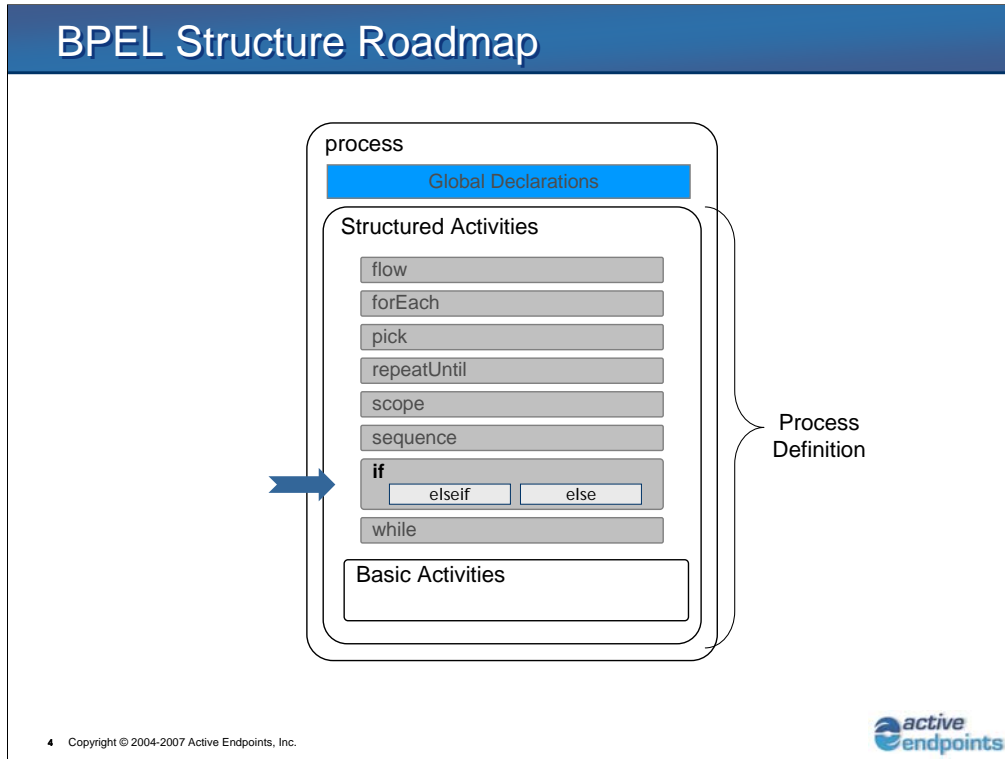 BPEL Structure Roadmap
process
Global Declarations
Structured Activities
flow
forEach
pick
repeatUntil
scope
sequence
if
elseif else
while
Basic Activities
Process
Definition
4 Copyright © 2004-2007 Active Endpoints, Inc.
active
endpoints